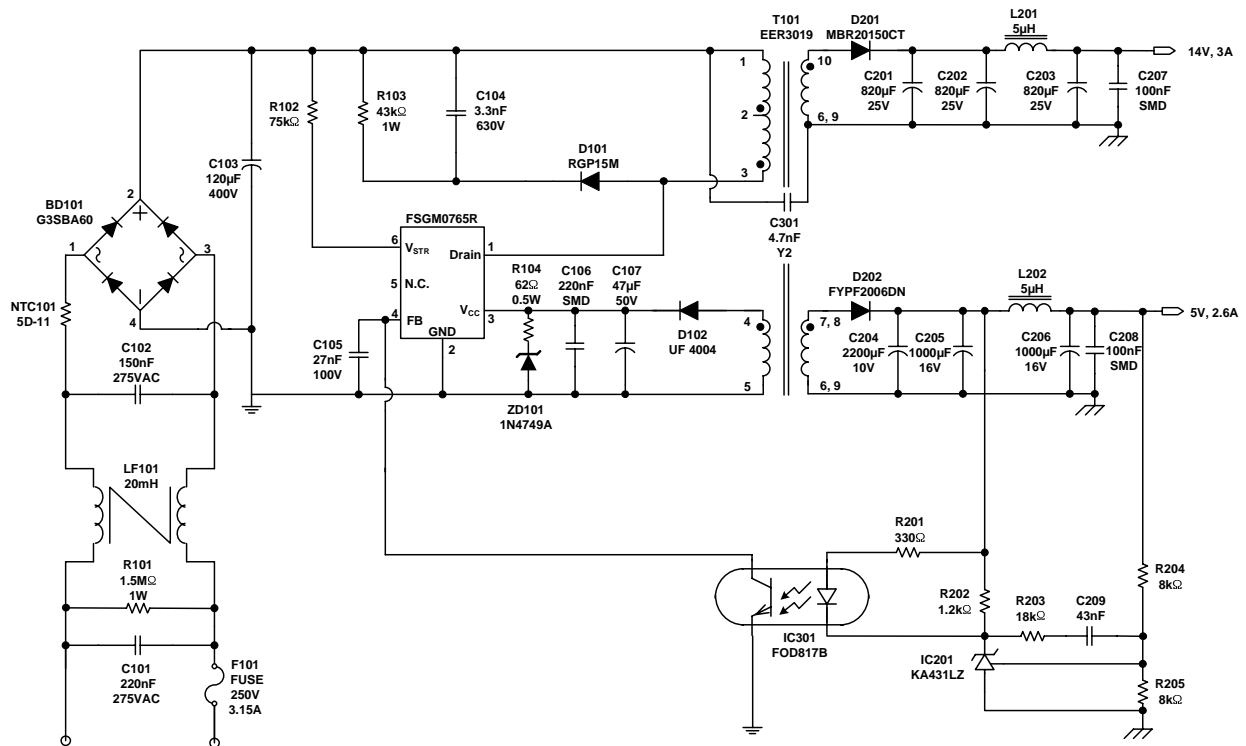 T101
EER3019
D201
MBR20150CT
L201
5µH
14V, 3A
1
2
3
10
6, 9
C201
820µF
25V
C202
820µF
25V
C203
820µF
25V
C207
100nF
SMD
R102
75kΩ
R103
43kΩ
1W
C104
3.3nF
630V
D101
RGP15M
C103
120µF
400V
BD101
G3SBA60
2
1
3
4
NTC101
5D-11
FSGM0765R
6
VSTR
Drain
1
5
N.C.
4
FB
VCC
3
GND
2
C301
4.7nF
Y2
R104
62Ω
0.5W
C106
220nF
SMD
C107
47µF
50V
D102
UF 4004
ZD101
1N4749A
C105
27nF
100V
4
5
7, 8
6, 9
D202
FYPF2006DN
L202
5µH
5V, 2.6A
C204
2200µF
10V
C205
1000µF
16V
C206
1000µF
16V
C208
100nF
SMD
C102
150nF
275VAC
LF101
20mH
R101
1.5MΩ
1W
C101
220nF
275VAC
F101
FUSE
250V
3.15A
R201
330Ω
R202
1.2kΩ
R203
18kΩ
C209
43nF
R204
8kΩ
IC301
FOD817B
IC201
KA431LZ
R205
8kΩ